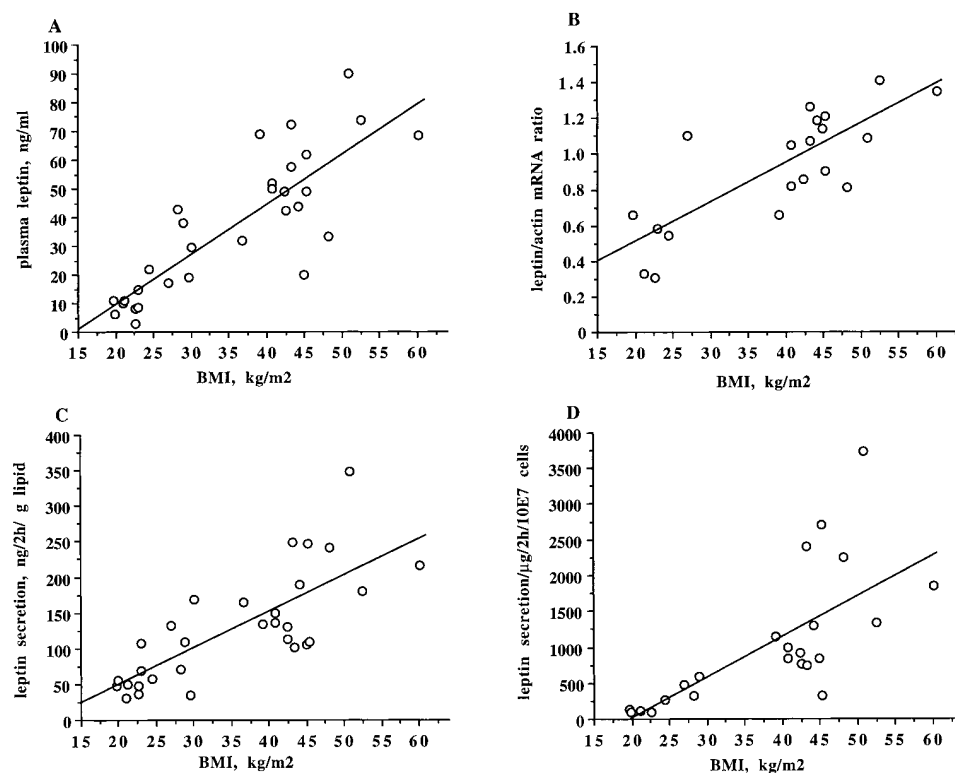 A
100
90
80
70
60
50
40
30
20
10
0
plasma leptin, ng/ml
15 20 25 30 35 40 45 50 55 60
BMI, kg/m2
B
1.6
1.4
1.2
1.0
0.8
0.6
0.4
0.2
0
leptin/actin mRNA ratio
15 20 25 30 35 40 45 50 55 60
BMI, kg/m2
C
400
350
300
250
200
150
100
50
0
leptin secretion, ng/2h/ g lipid
15 20 25 30 35 40 45 50 55 60
BMI, kg/m2
D
4000
3500
3000
2500
2000
1500
1000
500
0
leptin secretion/μg/2h/10E7 cells
15 20 25 30 35 40 45 50 55 60
BMI, kg/m2